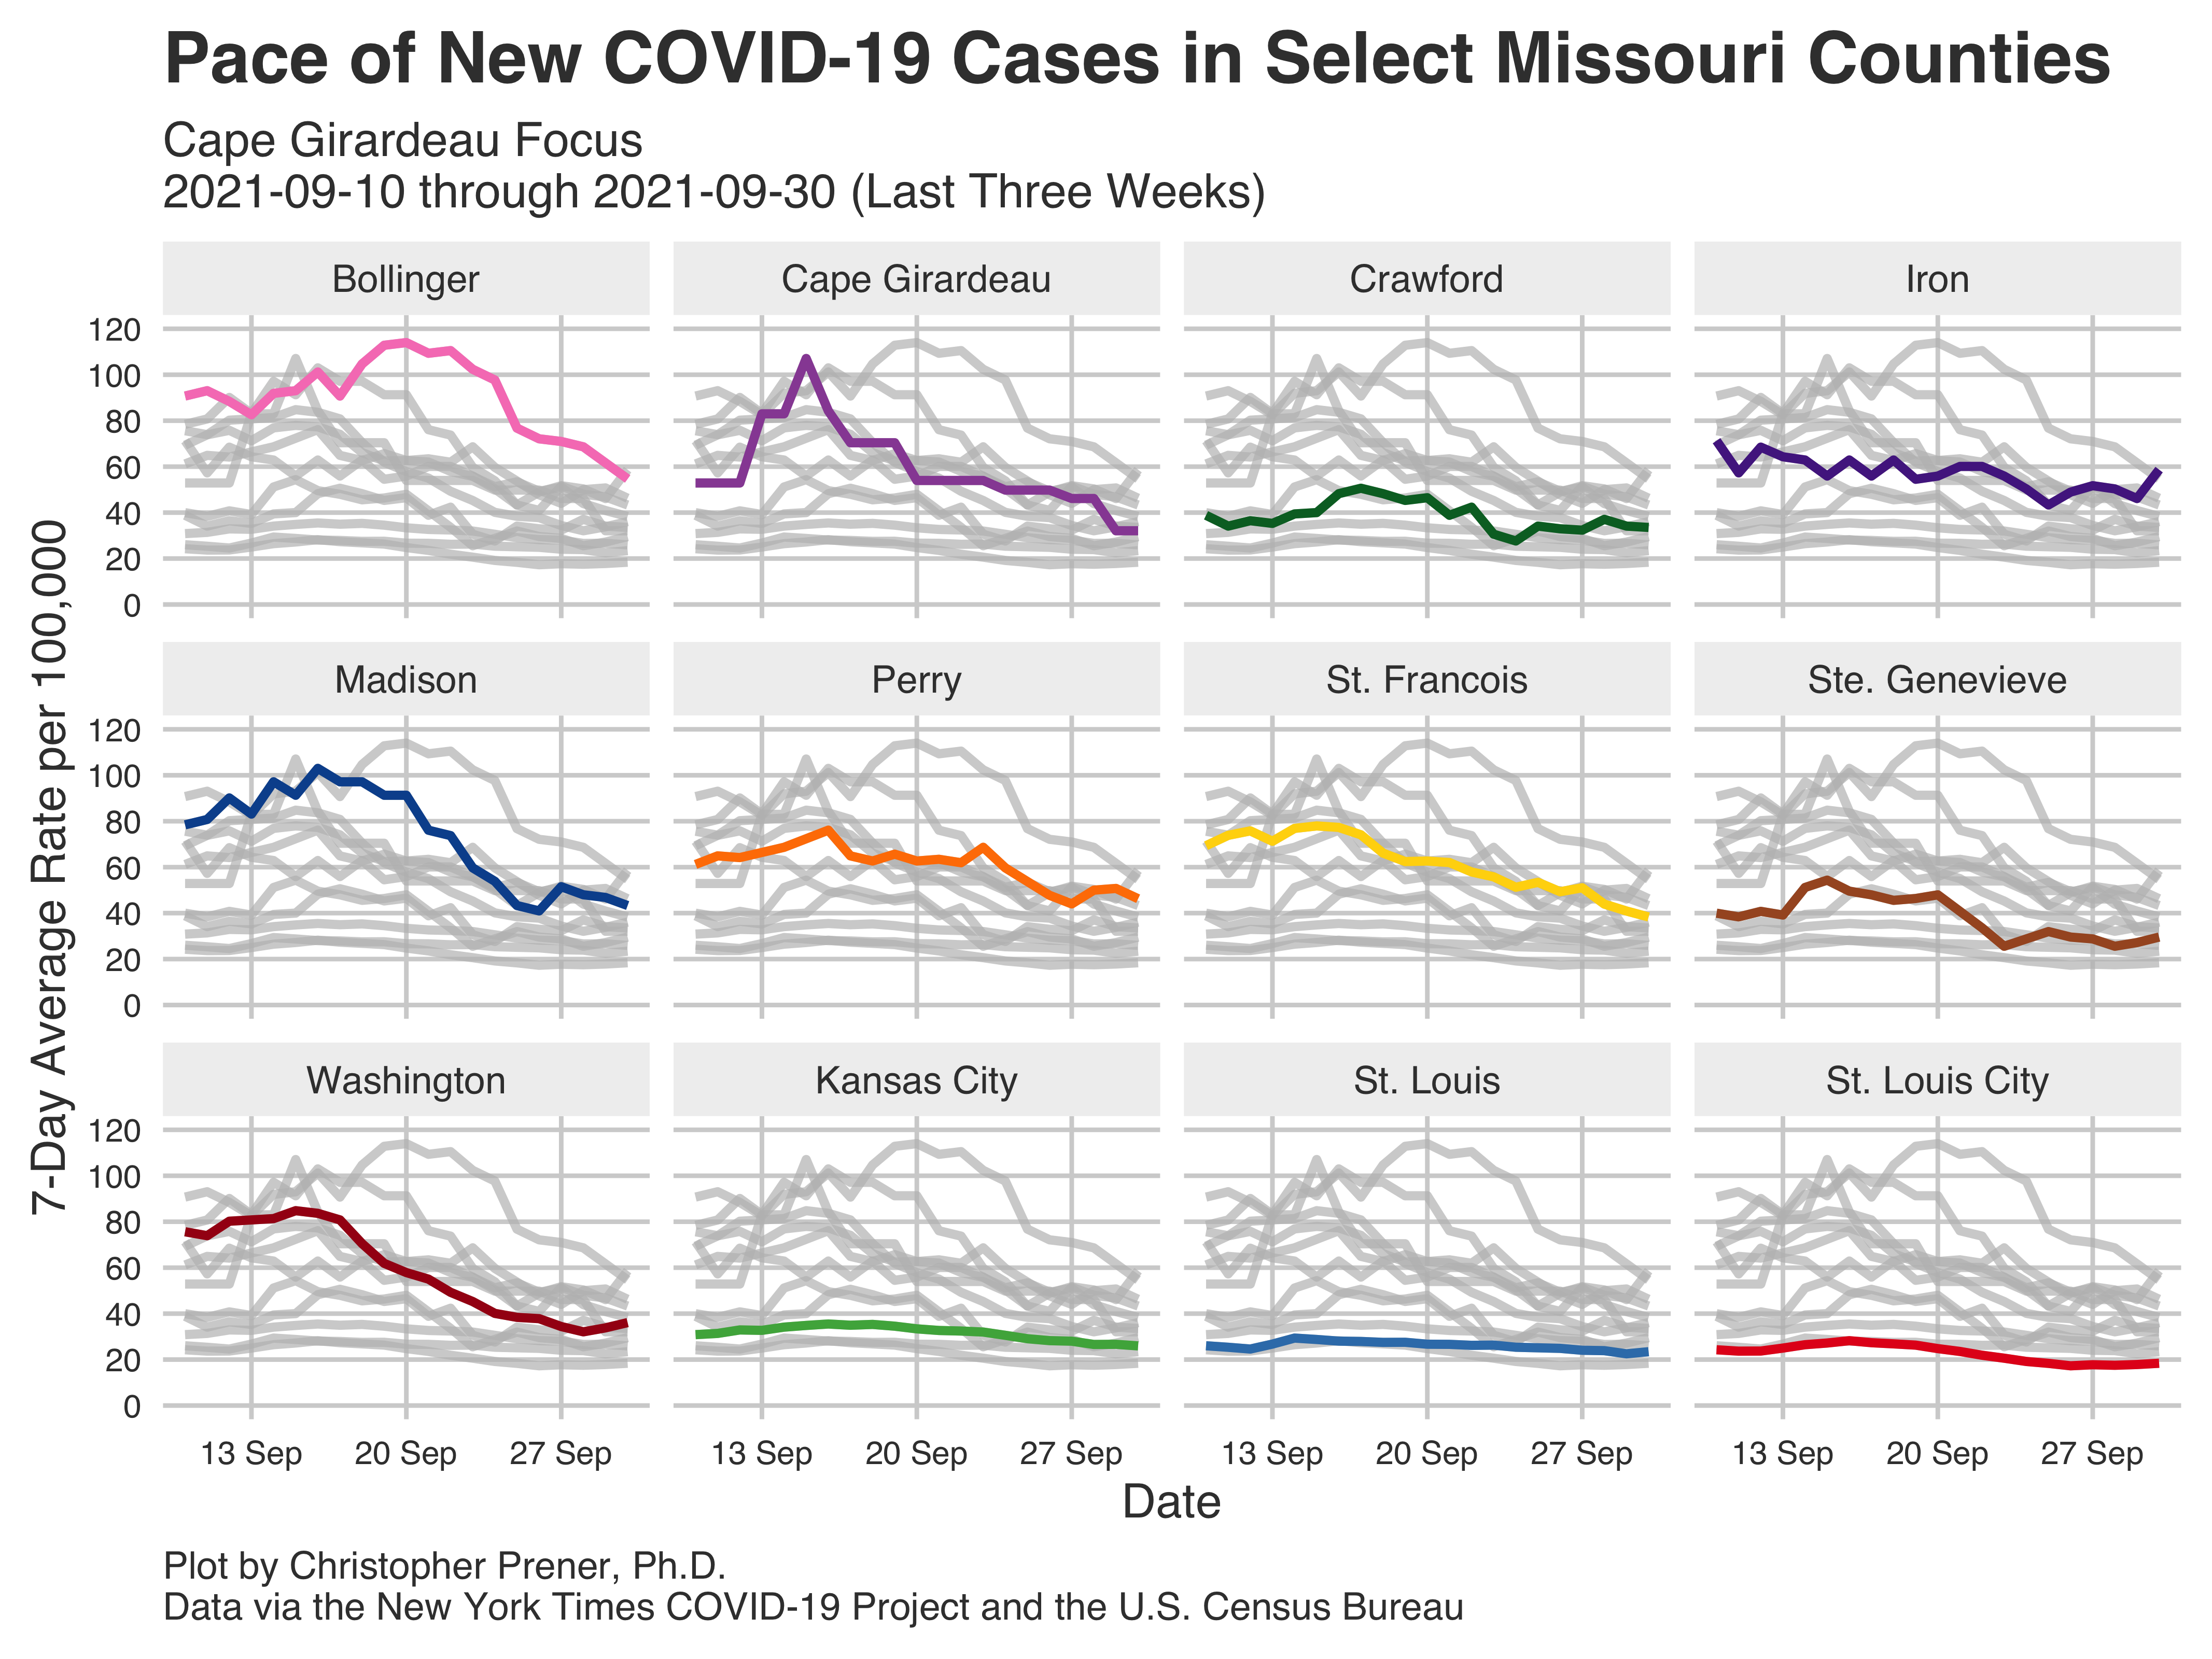 Pace of New COVID-19 Cases in Select Missouri Counties
Cape Girardeau Focus
2021-09-10 through 2021-09-30 (Last Three Weeks)
7-Day Average Rate per 100,000
Bollinger
Cape Girardeau
Crawford
Iron
120
100
80
60
40
20
0
Madison
Perry
St. Francois
Ste. Genevieve
120
100
80
60
40
20
0
Washington
Kansas City
St. Louis
St. Louis City
120
100
80
60
40
20
0
13 Sep 20 Sep 27 Sep
13 Sep 20 Sep 27 Sep
13 Sep 20 Sep 27 Sep
13 Sep 20 Sep 27 Sep
Date
Plot by Christopher Prener, Ph.D.
Data via the New York Times COVID-19 Project and the U.S. Census Bureau